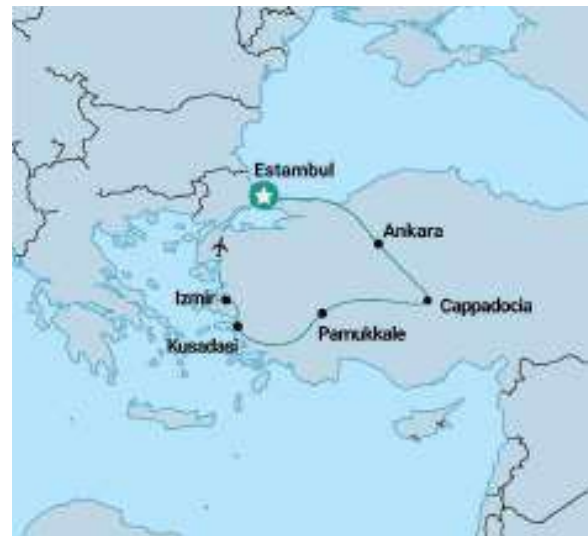 Estambul
Ankara
Izmir
Cappadocia
Pamukkale
Kusadasi